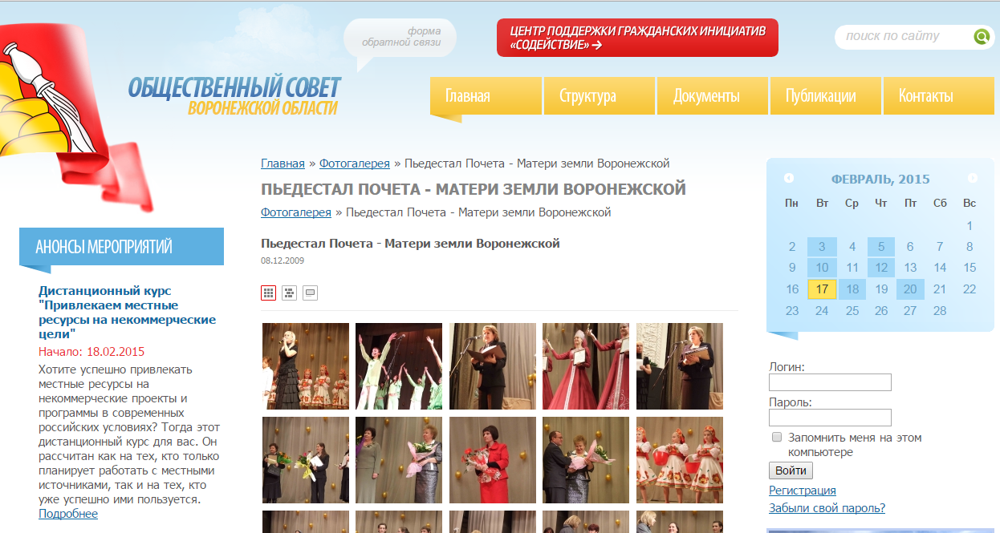 форма
обратной связи
ЦЕНТР ПОДДЕРЖКИ ГРАЖДАНСКИХ ИНИЦИАТИВ
«СОДЕЙСТВИЕ» →
поиск по сайту
ОБЩЕСТВЕННЫЙ СОВЕТ
ВОРОНЕЖСКОЙ ОБЛАСТИ
Главная
Структура
Документы
Публикации
Контакты
Главная » Фотогалерея » Пьедестал Почета - Матери земли Воронежской
ПЬЕДЕСТАЛ ПОЧЕТА - МАТЕРИ ЗЕМЛИ ВОРОНЕЖСКОЙ
Фотогалерея » Пьедестал Почета - Матери земли Воронежской
Пьедестал Почета - Матери земли Воронежской
08.12.2009
АНОНСЫ МЕРОПРИЯТИЙ
Дистанционный курс
"Привлекаем местные
ресурсы на некоммерческие
цели"
Начало: 18.02.2015
Хотите успешно привлекать
местные ресурсы на
некоммерческие проекты и
программы в современных
российских условиях? Тогда этот
дистанционный курс для вас. Он
рассчитан как на тех, кто только
планирует работать с местными
источниками, так и на тех, кто
уже успешно ими пользуется.
Подробнее
ФЕВРАЛЬ, 2015
Пн Вт Ср Чт Пт Сб Вс
1
2 3 4 5 6 7 8
9 10 11 12 13 14 15
16 17 18 19 20 21 22
23 24 25 26 27 28
Логин:
Пароль:
Запомнить меня на этом
компьютере
Войти
Регистрация
Забыли свой пароль?